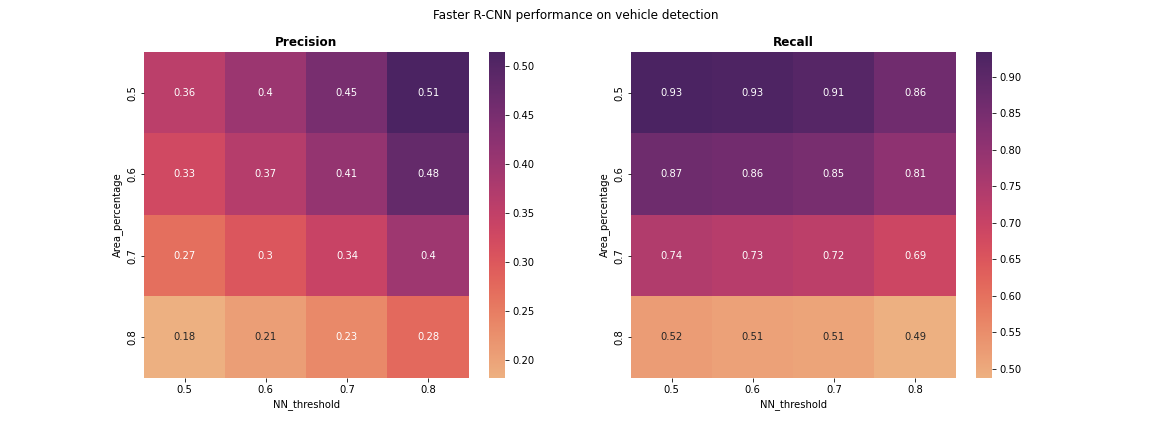 Faster R-CNN performance on vehicle detection
Precision
Recall
0.5 0.36 0.4 0.45 0.51
0.6 0.33 0.37 0.41 0.48
0.7 0.27 0.3 0.34 0.4
0.8 0.18 0.21 0.23 0.28
0.5 0.6 0.7 0.8
NN_threshold
Area_percentage
0.50
0.45
0.40
0.35
0.30
0.25
0.20
0.5 0.93 0.93 0.91 0.86
0.6 0.87 0.86 0.85 0.81
0.7 0.74 0.73 0.72 0.69
0.8 0.52 0.51 0.51 0.49
0.5 0.6 0.7 0.8
NN_threshold
Area_percentage
0.90
0.85
0.80
0.75
0.70
0.65
0.60
0.55
0.50